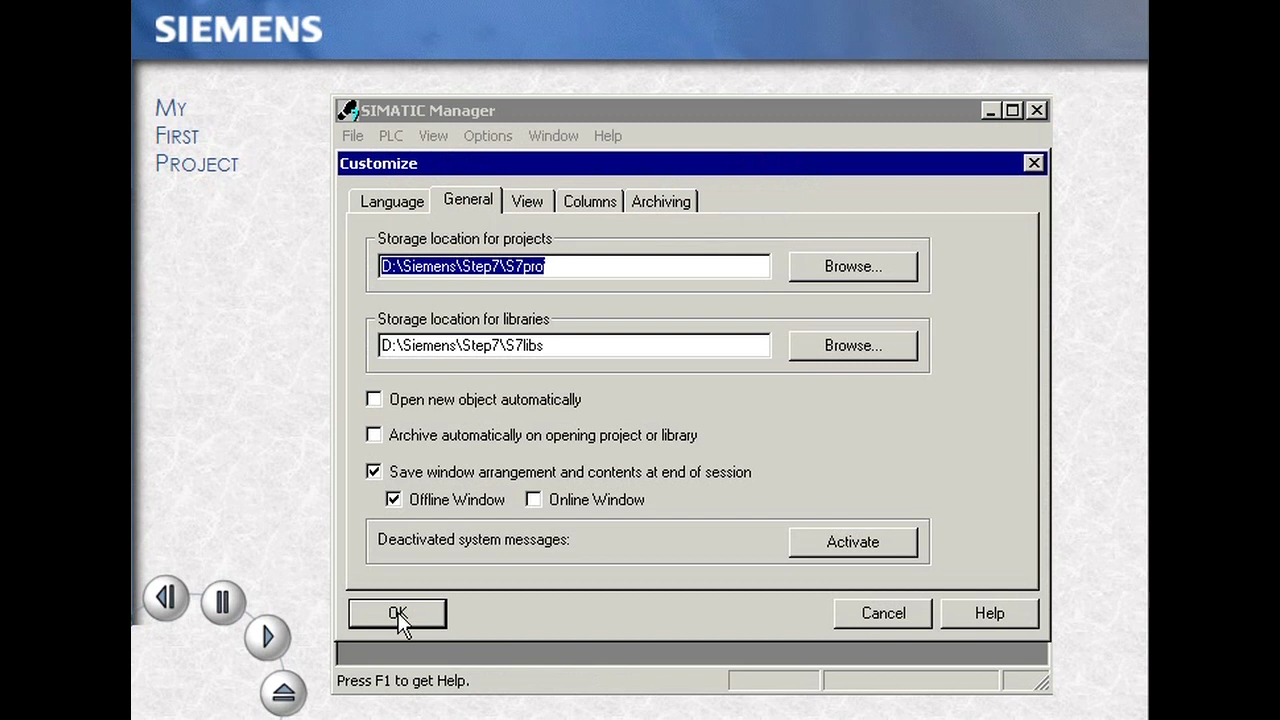 SIEMENS
MY
FIRST
PROJECT
SIMATIC Manager
File PLC View Options Window Help
Customize
Language General View Columns Archiving
Storage location for projects
D:\Siemens\Step7\S7proj Browse...
Storage location for libraries
D:\Siemens\Step7\S7libs Browse...
Open new object automatically
Archive automatically on opening project or library
Save window arrangement and contents at end of session
Offline Window Online Window
Deactivated system messages: Activate
OK Cancel Help
Press F1 to get Help.